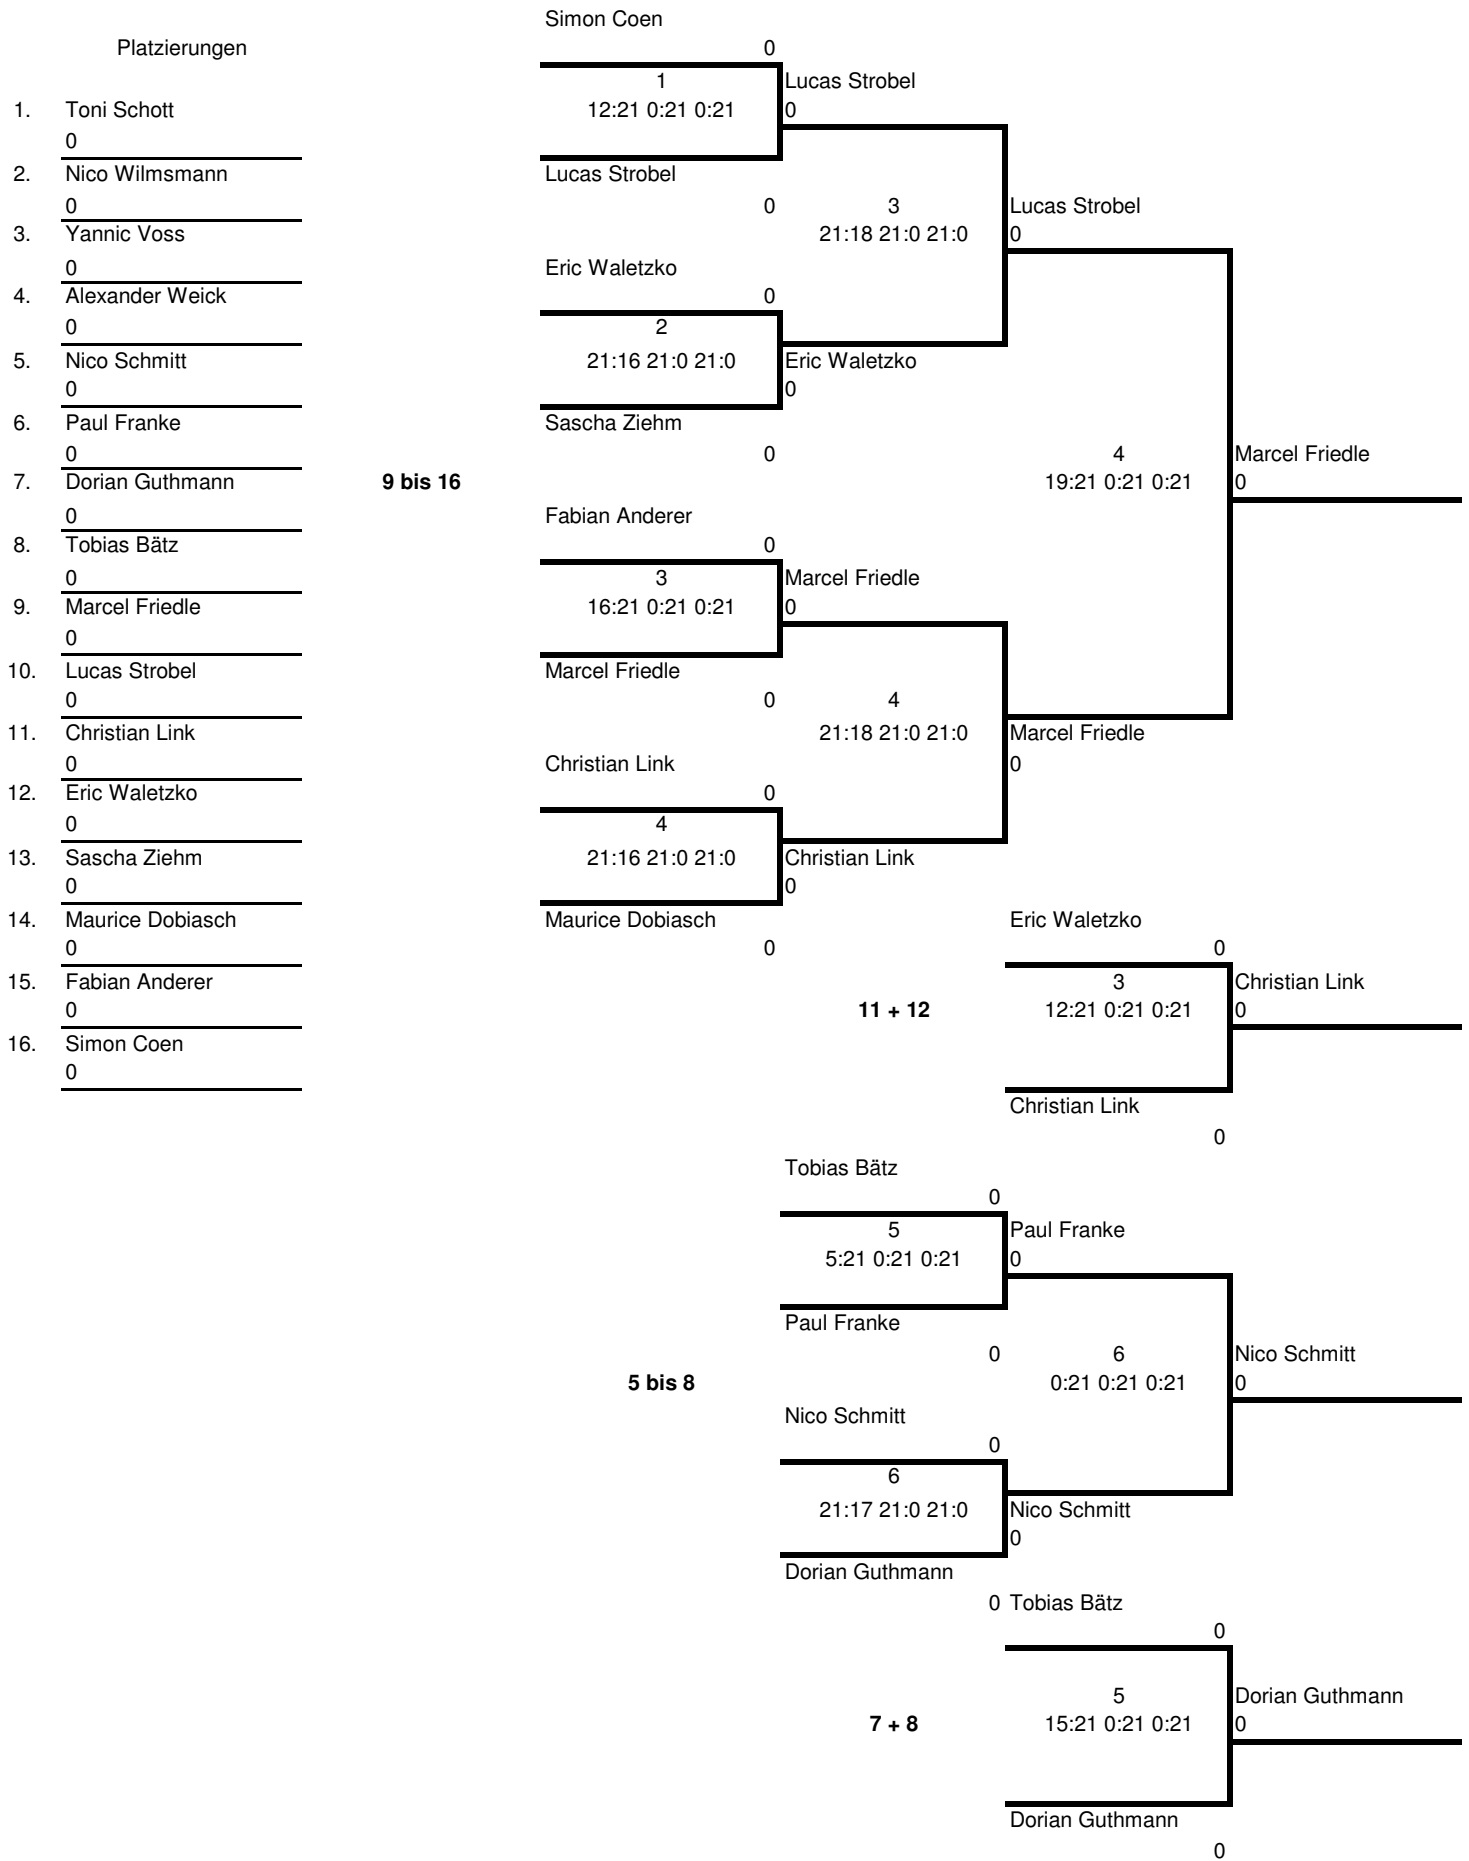 Platzierungen
1. Toni Schott
0
2. Nico Wilmsmann
0
3. Yannic Voss
0
4. Alexander Weick
0
5. Nico Schmitt
0
6. Paul Franke
0
7. Dorian Guthmann
0
8. Tobias Bätz
0
9. Marcel Friedle
0
10. Lucas Strobel
0
11. Christian Link
0
12. Eric Waletzko
0
13. Sascha Ziehm
0
14. Maurice Dobiasch
0
15. Fabian Anderer
0
16. Simon Coen
0
9 bis 16
Simon Coen
0
1
12:21 0:21 0:21
Lucas Strobel
0
Eric Waletzko
0
2
21:16 21:0 21:0
Sascha Ziehm
0
Fabian Anderer
0
3
16:21 0:21 0:21
Marcel Friedle
0
Christian Link
0
4
21:16 21:0 21:0
Maurice Dobiasch
0
Lucas Strobel
0
3
21:18 21:0 21:0
Eric Waletzko
0
Marcel Friedle
0
4
21:18 21:0 21:0
Christian Link
0
Lucas Strobel
0
4
19:21 0:21 0:21
Marcel Friedle
0
Marcel Friedle
0
11 + 12
Eric Waletzko
0
3
12:21 0:21 0:21
Christian Link
0
Christian Link
0
5 bis 8
Tobias Bätz
0
5
5:21 0:21 0:21
Paul Franke
0
Nico Schmitt
0
6
21:17 21:0 21:0
Dorian Guthmann
0
Paul Franke
0
6
0:21 0:21 0:21
Nico Schmitt
0
Nico Schmitt
0
7 + 8
Tobias Bätz
0
5
15:21 0:21 0:21
Dorian Guthmann
0
Dorian Guthmann
0